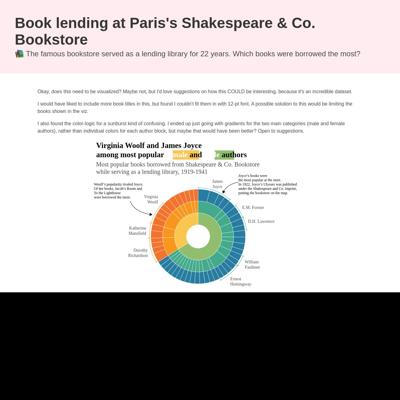 Book lending at Paris's Shakespeare & Co.
Bookstore
The famous bookstore served as a lending library for 22 years. Which books were borrowed the most?
Okay, does this need to be visualized? Maybe not, but I'd love suggestions on how this COULD be interesting, because it's an incredible dataset.
I would have liked to include more book titles in this, but found I couldn't fit them in with 12-pt font. A possible solution to this would be limiting the
books shown in the viz.
I also found the color-logic for a sunburst kind of confusing. I ended up just going with gradients for the two main categories (male and female
authors), rather than individual colors for each author block, but maybe that would have been better? Open to suggestions.
Virginia Woolf and James Joyce
among most popular and authors
Most popular books borrowed from Shakespeare & Co. Bookstore
while serving as a lending library, 1919-1941
Woolf's popularity trailed Joyce.
Of the books, Jacob's Room and
To the Lighthouse
were borrowed the most.
Joyce's books were
the most popular at the store.
In 1922, Joyce's Ulysses was published
under the Shakespeare and Co. imprint,
putting the bookstore on the map.
James
Joyce
Virginia
Woolf
E.M. Forster
D.H. Lawrence
Katherine
Mansfield
Dorothy
Richardson
William
Faulkner
Ernest
Hemingway